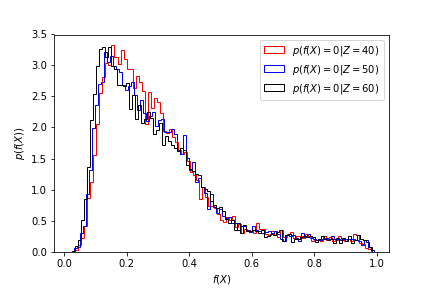 3.5
3.0
2.5
2.0
1.5
1.0
0.5
0.0
p(f(X))
0.0 0.2 0.4 0.6 0.8 1.0
f(X)
p(f(X) = 0|Z = 40)
p(f(X) = 0|Z = 50)
p(f(X) = 0|Z = 60)